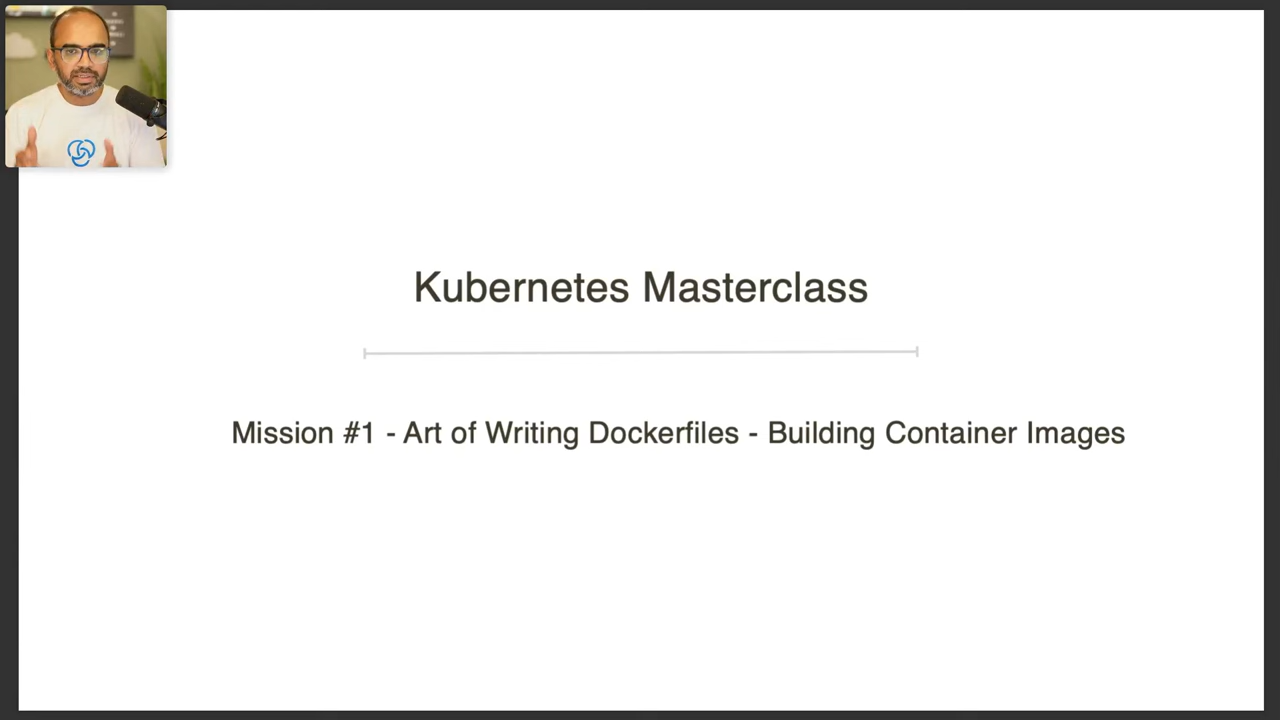 Kubernetes Masterclass
Mission #1 - Art of Writing Dockerfiles - Building Container Images